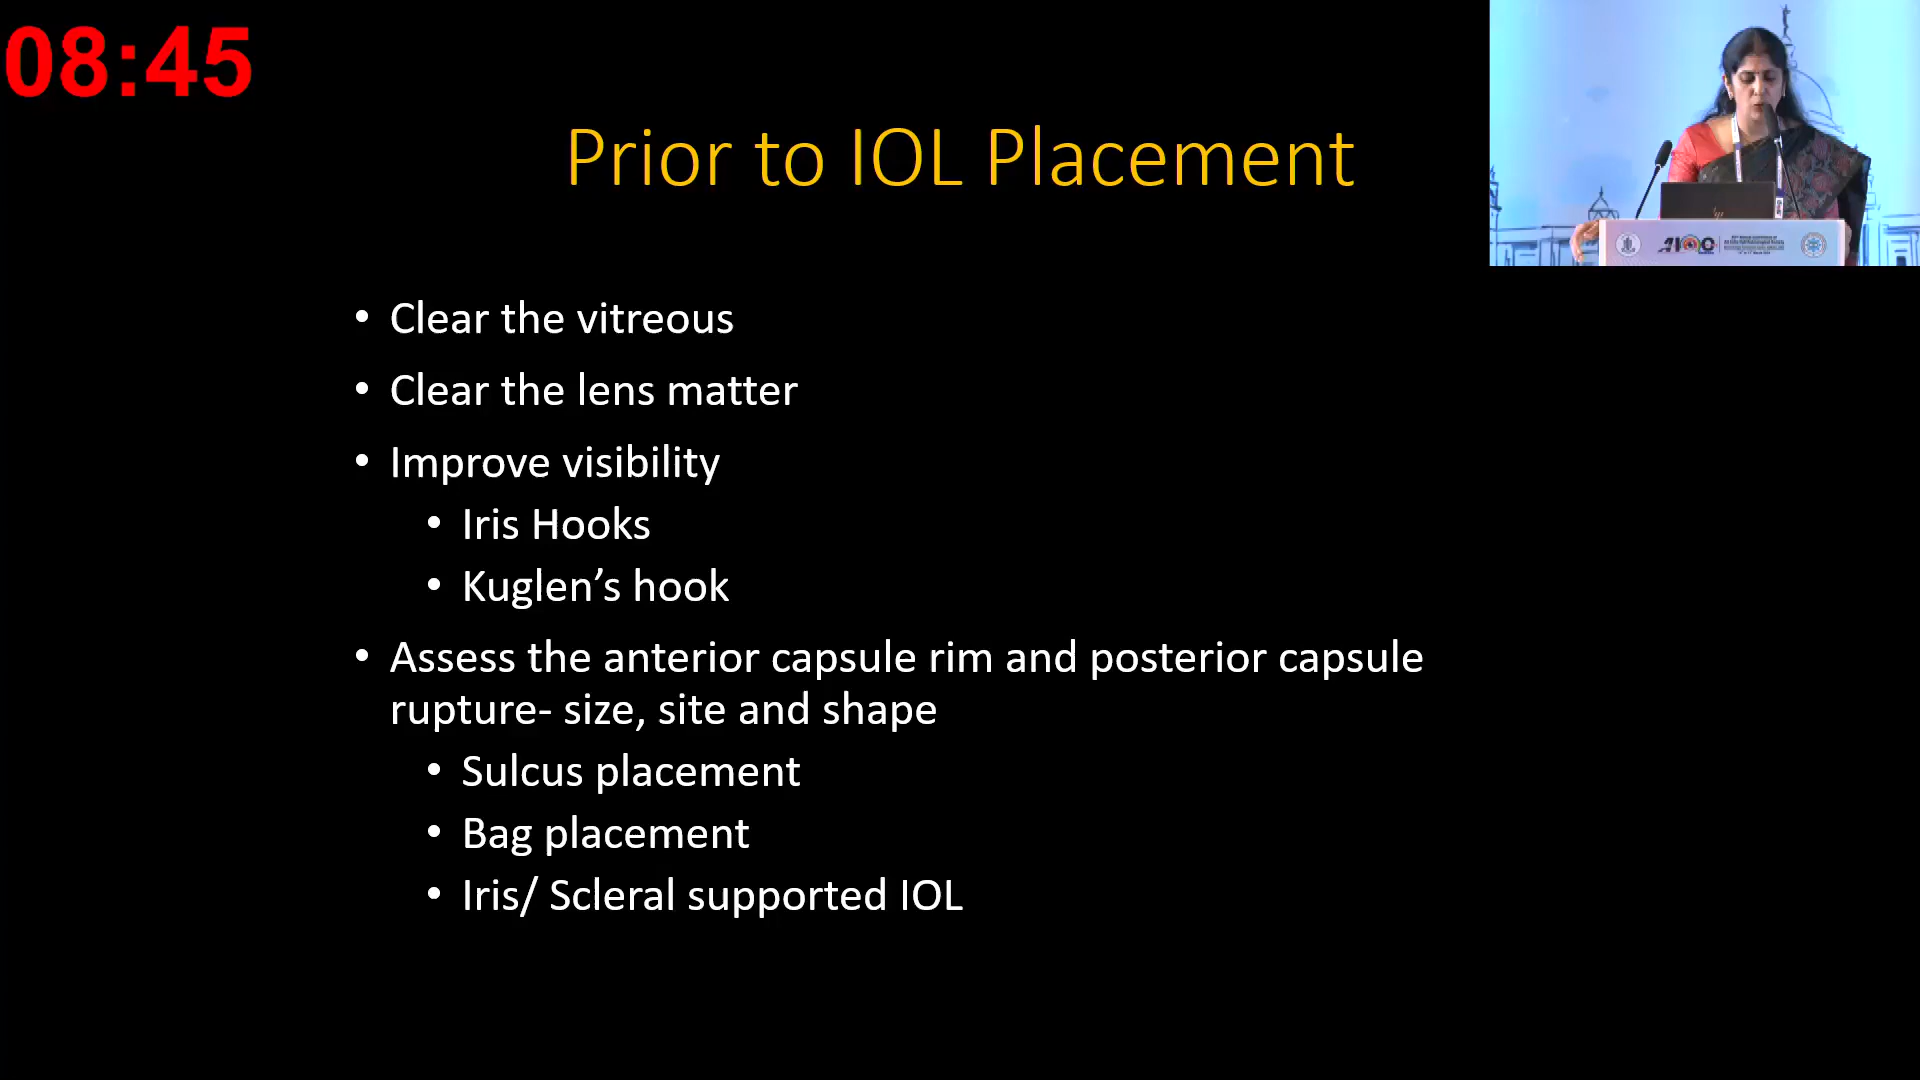 08:45
Prior to IOL Placement
• Clear the vitreous
• Clear the lens matter
• Improve visibility
• Iris Hooks
• Kuglen’s hook
• Assess the anterior capsule rim and posterior capsule
rupture- size, site and shape
• Sulcus placement
• Bag placement
• Iris/ Scleral supported IOL